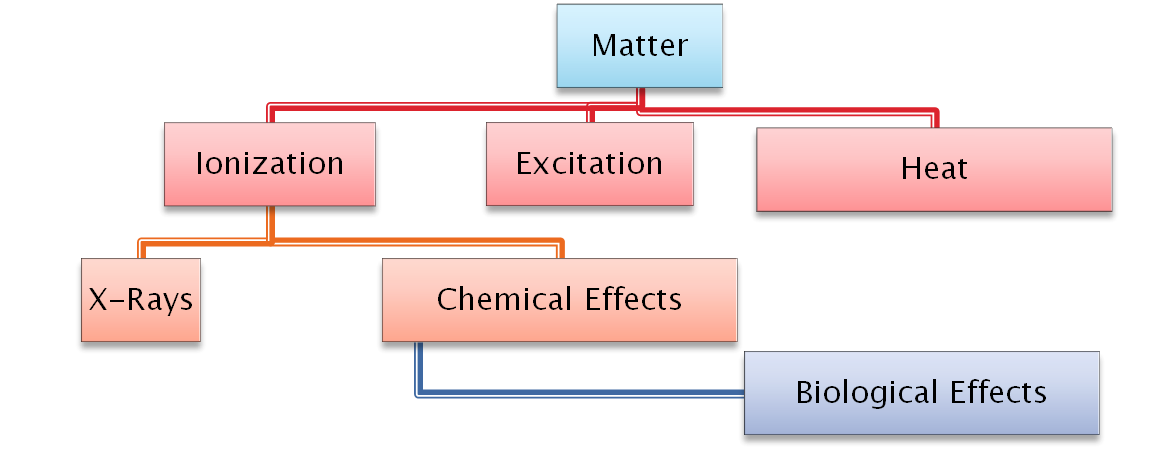 Matter
Ionization
Excitation
Heat
X-Rays
Chemical Effects
Biological Effects